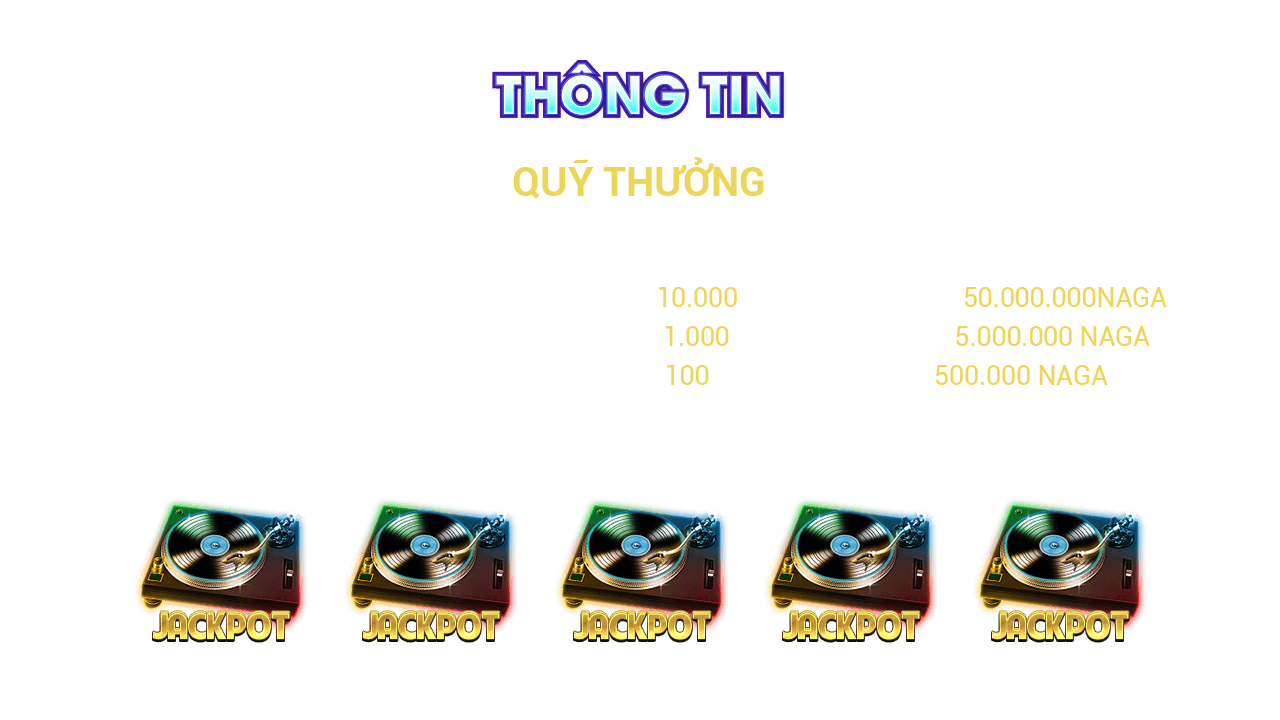 THÔNG TIN
QUỸ THƯỞNG
10.000 50.000.000NAGA
1.000 5.000.000 NAGA
100 500.000 NAGA
JACKPOT JACKPOT JACKPOT JACKPOT JACKPOT